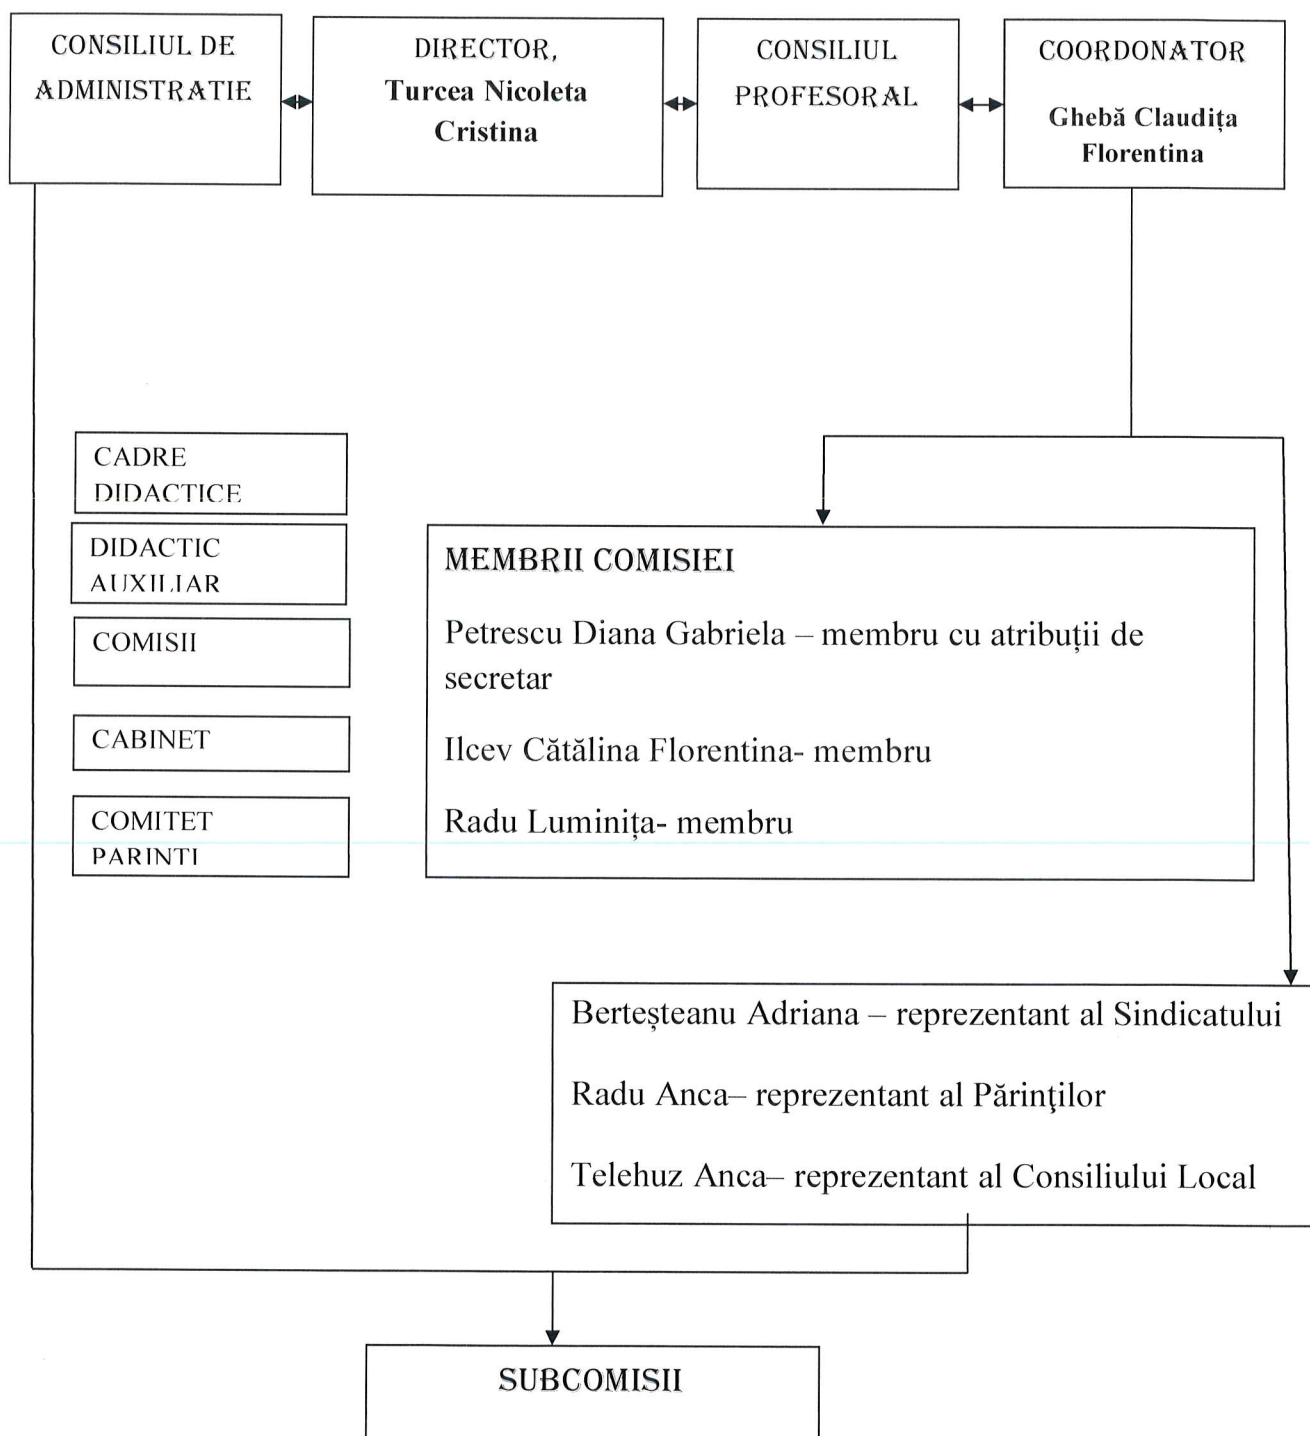 CONSILIUL DE
ADMINISTRATIE
DIRECTOR,
Turcea Nicoleta
Cristina
CONSILIUL
PROFESORAL
COORDONATOR
Ghebă Claudița
Florentina
CADRE
DIDACTICE
DIDACTIC
AUXILIAR
COMISII
CABINET
COMITET
PARINTI
MEMBRII COMISIEI
Petrescu Diana Gabriela – membru cu atribuții de
secretar
Ilcev Cătălina Florentina- membru
Radu Luminița- membru
Berteșteanu Adriana – reprezentant al Sindicatului
Radu Anca– reprezentant al Părinţilor
Telehuz Anca– reprezentant al Consiliului Local
SUBCOMISII